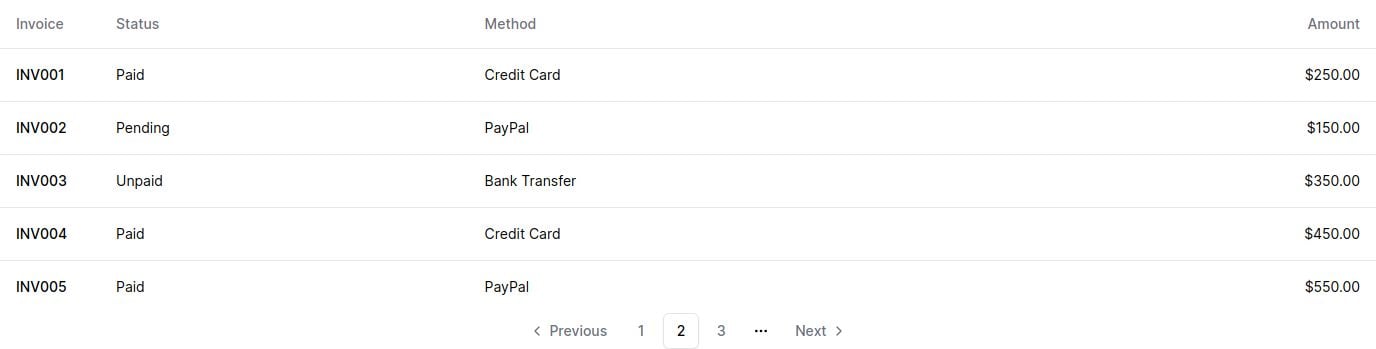 Invoice Status Method Amount
INV001 Paid Credit Card $250.00
INV002 Pending PayPal $150.00
INV003 Unpaid Bank Transfer $350.00
INV004 Paid Credit Card $450.00
INV005 Paid PayPal $550.00
Previous 1 2 3 ... Next